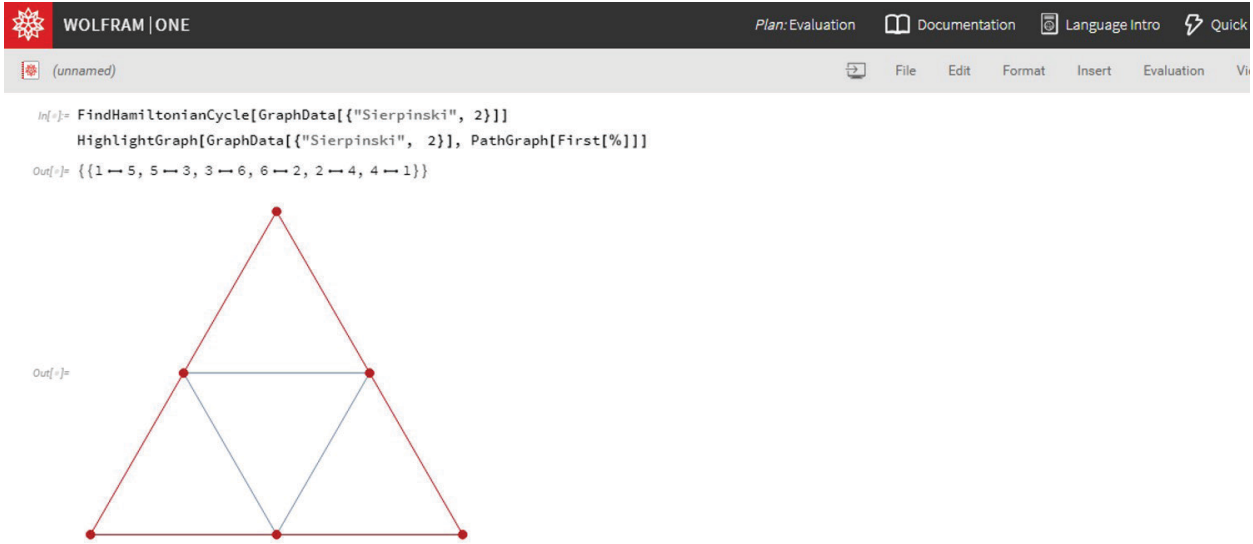 WOLFRAM | ONE Plan: Evaluation Documentation Language Intro Quick
(unnamed) File Edit Format Insert Evaluation Vi
In[•]:= FindHamiltonianCycle[GraphData[{"Sierpinski", 2}]]
HighlightGraph[GraphData[{"Sierpinski", 2}], PathGraph[First[%]]]
Out[•]= {{1 ↔ 5, 5 ↔ 3, 3 ↔ 6, 6 ↔ 2, 2 ↔ 4, 4 ↔ 1}}
Out[•]=